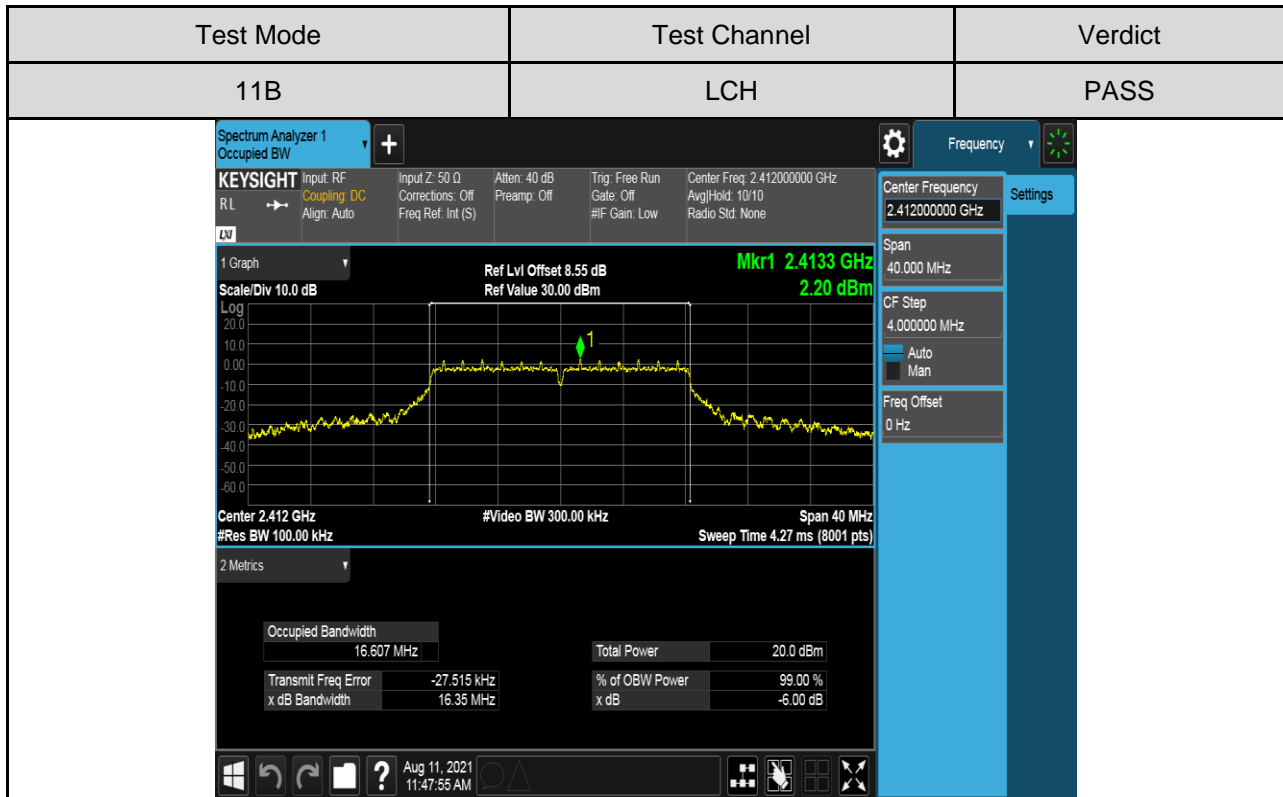 Test Mode Test Channel Verdict
11B LCH PASS
Spectrum Analyzer 1
Occupied BW
+
Frequency
KEYSIGHT Input: RF Input Z: 50 Ω Atten: 40 dB Trig: Free Run Center Freq: 2.412000000 GHz
RL Coupling: DC Corrections: Off Preamp: Off Gate: Off Avg|Hold: 10/10
Align: Auto Freq Ref: Int (S) #IF Gain: Low Radio Std: None
LXI
Center Frequency
2.412000000 GHz
Settings
Span
40.000 MHz
CF Step
4.000000 MHz
Auto
Man
Freq Offset
0 Hz
1 Graph Ref Lvl Offset 8.55 dB Mkr1 2.4133 GHz
Scale/Div 10.0 dB Ref Value 30.00 dBm 2.20 dBm
Log
20.0
10.0
0.00
-10.0
-20.0
-30.0
-40.0
-50.0
-60.0
1
Center 2.412 GHz #Video BW 300.00 kHz Span 40 MHz
#Res BW 100.00 kHz Sweep Time 4.27 ms (8001 pts)
2 Metrics
Occupied Bandwidth
16.607 MHz Total Power 20.0 dBm
Transmit Freq Error -27.515 kHz % of OBW Power 99.00 %
x dB Bandwidth 16.35 MHz x dB -6.00 dB
? Aug 11, 2021
11:47:55 AM